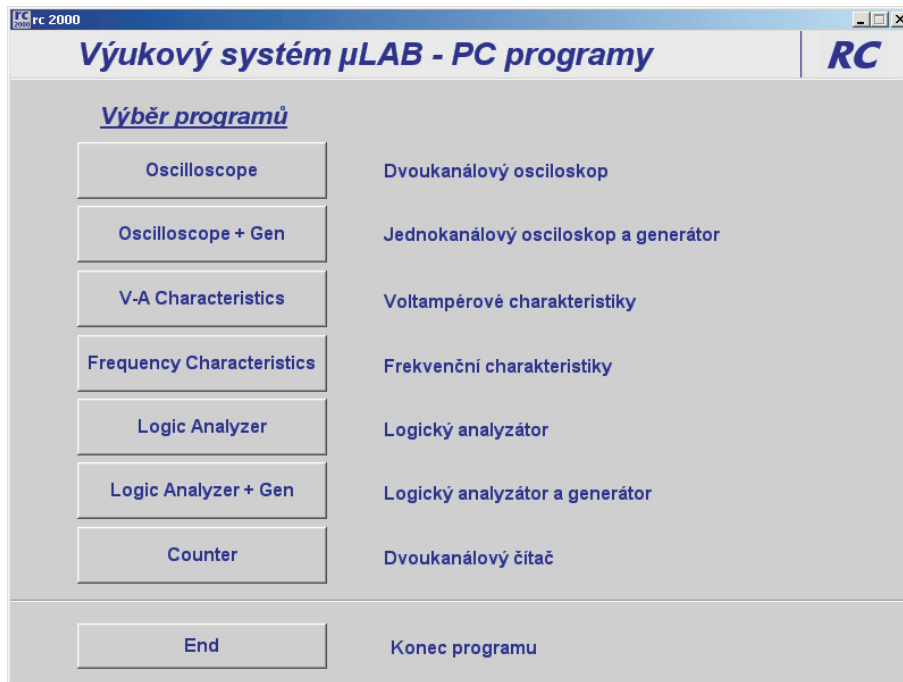 rc 2000 rc 2000
Výukový systém µLAB - PC programy RC
Výběr programů
Oscilloscope Dvoukanálový osciloskop
Oscilloscope + Gen Jednokanálový osciloskop a generátor
V-A Characteristics Voltampérové charakteristiky
Frequency Characteristics Frekvenční charakteristiky
Logic Analyzer Logický analyzátor
Logic Analyzer + Gen Logický analyzátor a generátor
Counter Dvoukanálový čítač
End Konec programu